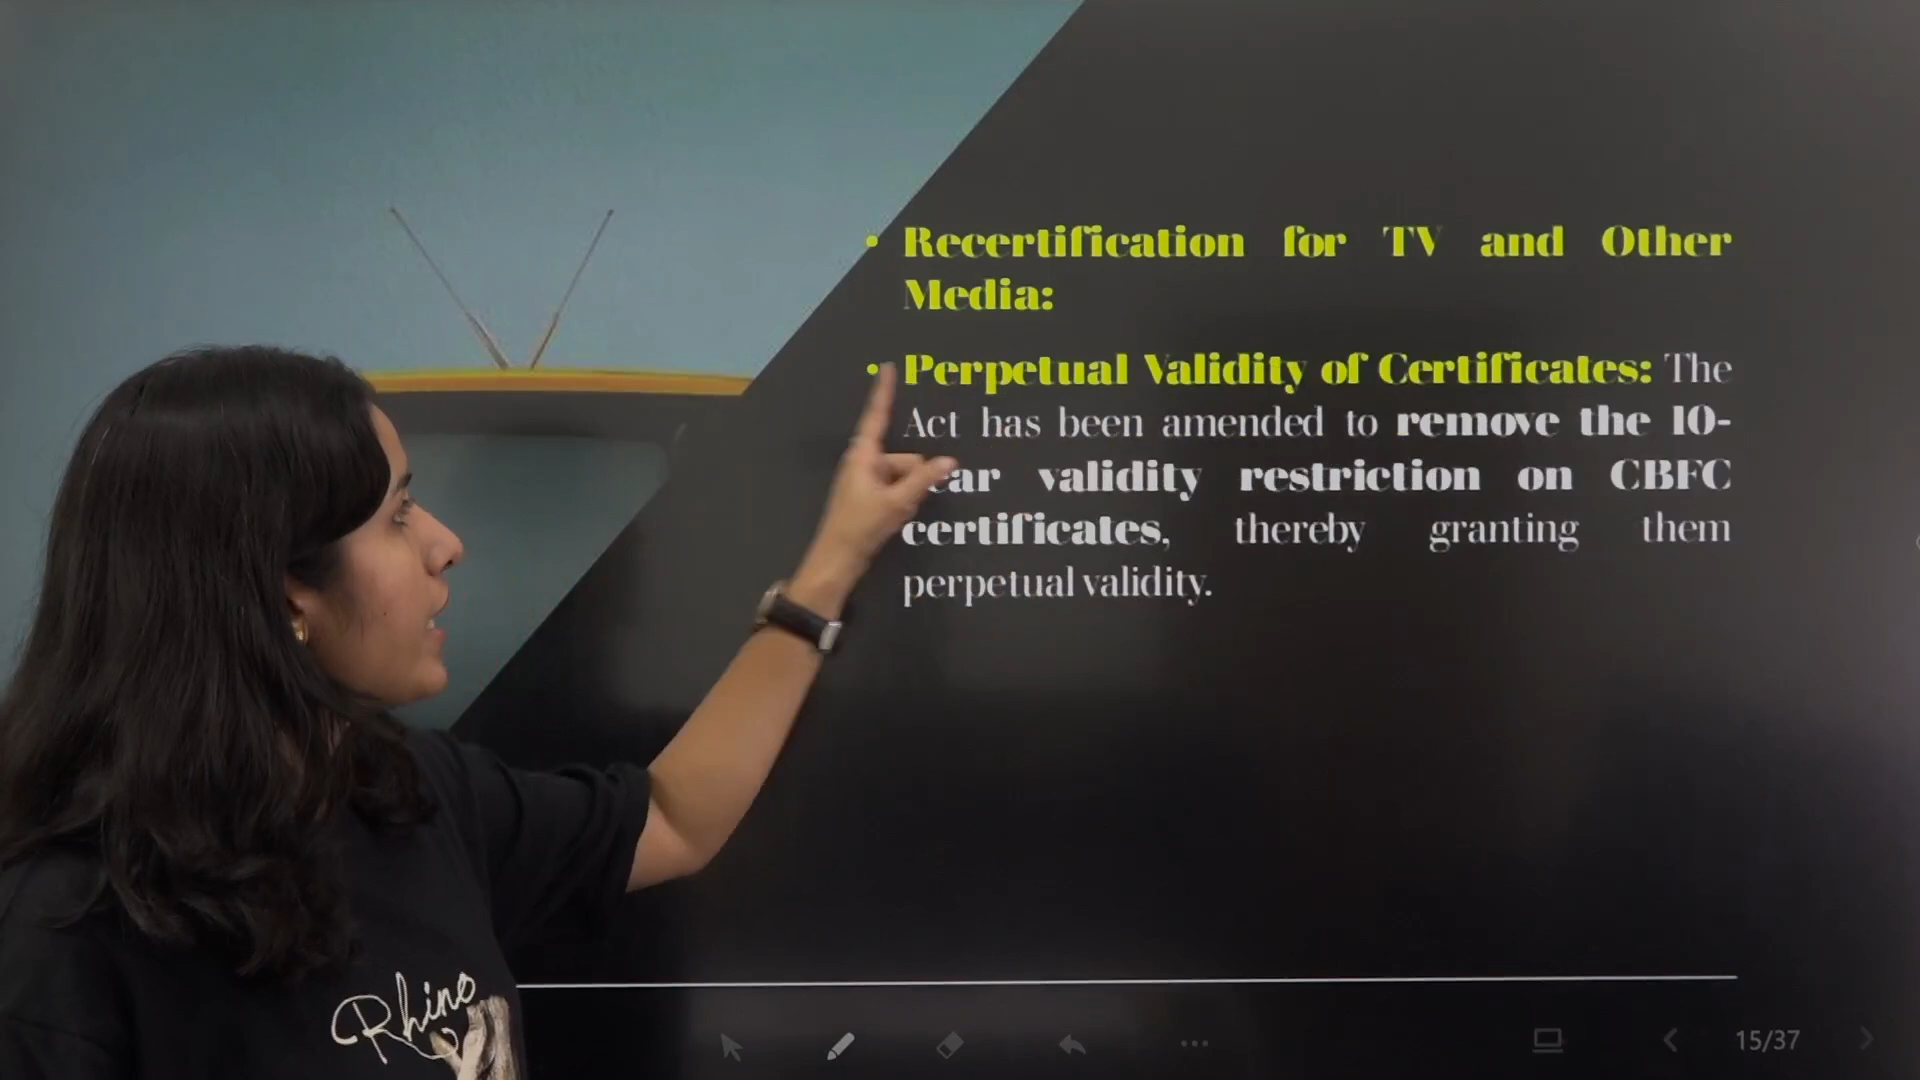 • Recertification for TV and Other
Media:
• Perpetual Validity of Certificates: The
Act has been amended to remove the 10-
ear validity restriction on CBFC
certificates, thereby granting them
perpetual validity.
Rhino
15/37